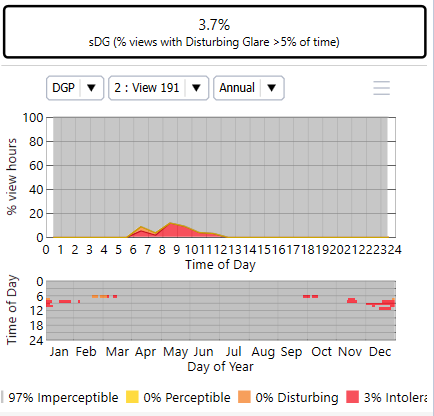 3.7%
sDG (% views with Disturbing Glare >5% of time)
DGP ▼ 2 : View 191 ▼ Annual ▼
% view hours
100
80
60
40
20
0
0 1 2 3 4 5 6 7 8 9 10 11 12 13 14 15 16 17 18 19 20 21 22 23 24
Time of Day
Time of Day
0
6
12
18
24
Jan Feb Mar Apr May Jun Jul Aug Sep Oct Nov Dec
Day of Year
97% Imperceptible 0% Perceptible 0% Disturbing 3% Intolera